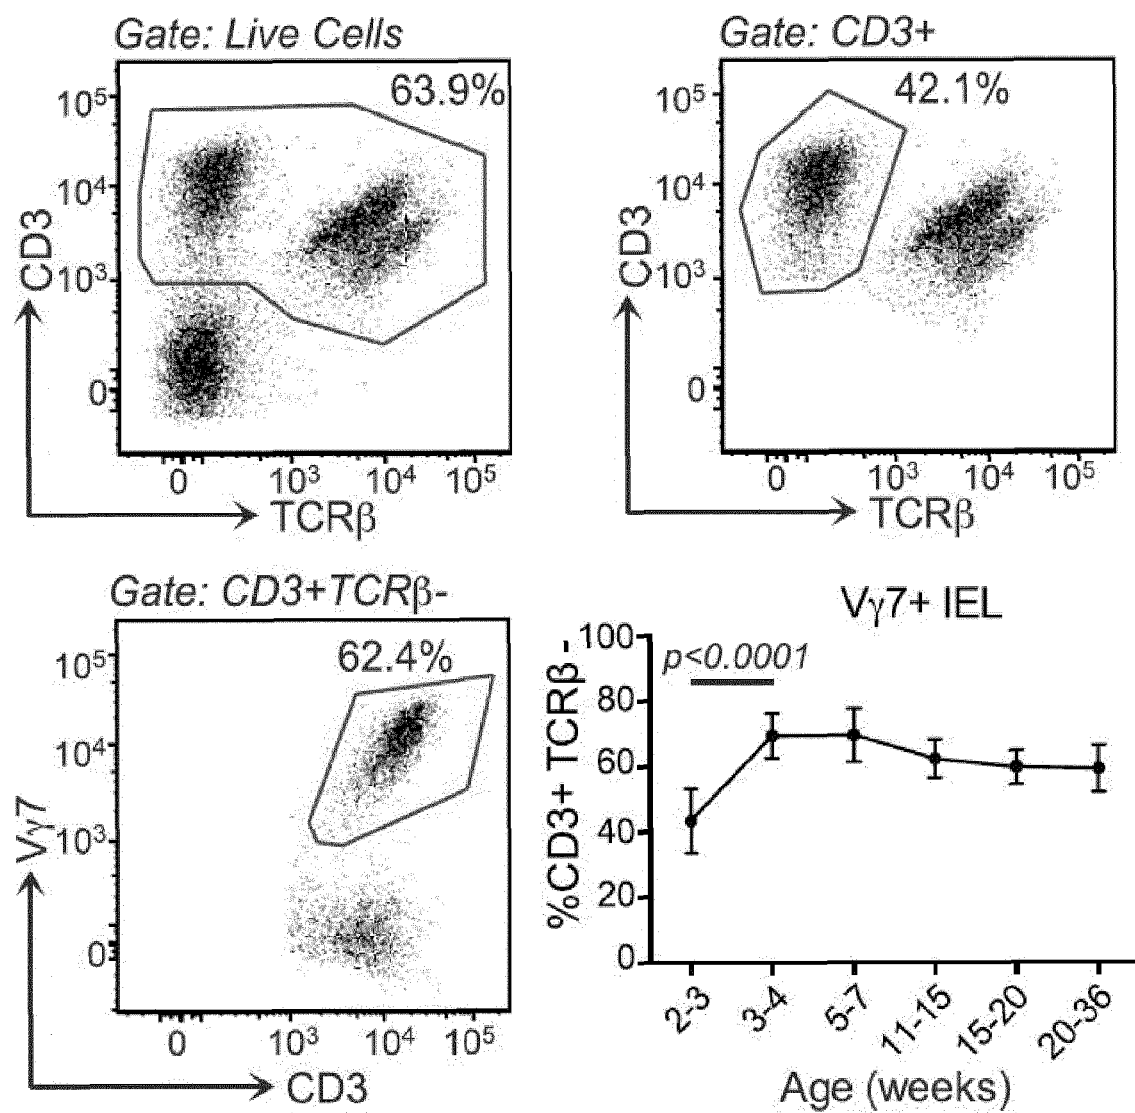 Gate: Live Cells
63.9%
10⁵
10⁴
10³
0
CD3
0 10³ 10⁴ 10⁵
TCRβ
Gate: CD3+
42.1%
10⁵
10⁴
10³
0
CD3
0 10³ 10⁴ 10⁵
TCRβ
Gate: CD3+TCRβ-
62.4%
10⁵
10⁴
10³
0
Vγ7
0 10³ 10⁴ 10⁵
CD3
Vγ7+ IEL
p<0.0001
%CD3+ TCRβ -
100
80
60
40
20
0
2-3 3-4 5-7 11-15 15-20 20-36
Age (weeks)